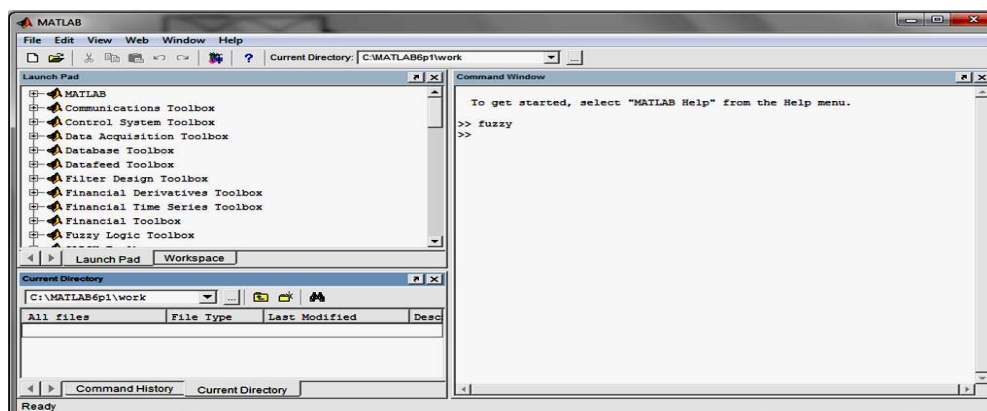 MATLAB
File Edit View Web Window Help
Current Directory: C:\MATLAB6p1\work
Launch Pad
MATLAB
Communications Toolbox
Control System Toolbox
Data Acquisition Toolbox
Database Toolbox
Datafeed Toolbox
Filter Design Toolbox
Financial Derivatives Toolbox
Financial Time Series Toolbox
Financial Toolbox
Fuzzy Logic Toolbox
Launch Pad Workspace
Current Directory
C:\MATLAB6p1\work
All files File Type Last Modified Desc
Command History Current Directory
Ready
Command Window
To get started, select "MATLAB Help" from the Help menu.
>> fuzzy
>>